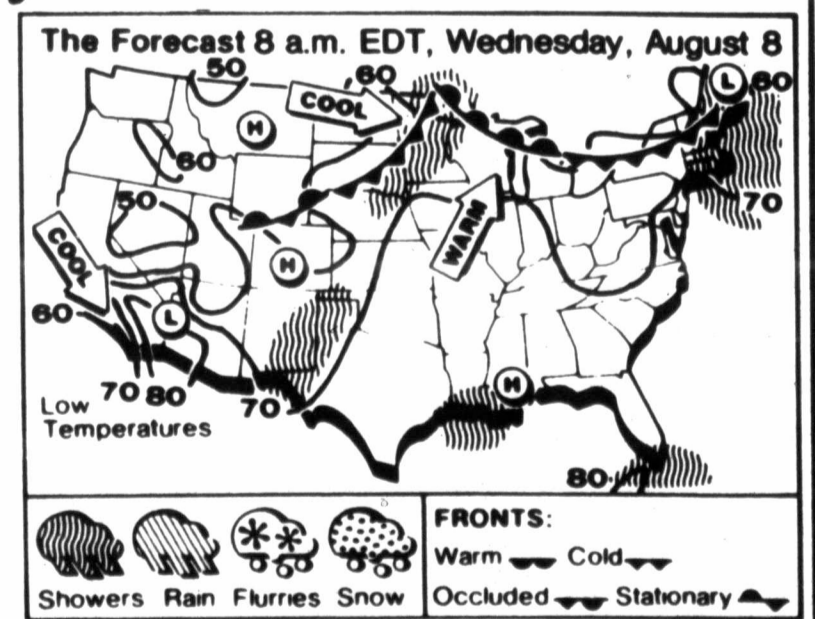 The Forecast 8 a.m. EDT, Wednesday, August 8
50
60
L
60
COOL
H
60
50
70
COOL
WARM
H
60
L
H
70 80
70
Low
Temperatures
80
Showers Rain Flurries Snow
FRONTS:
Warm Cold
Occluded Stationary